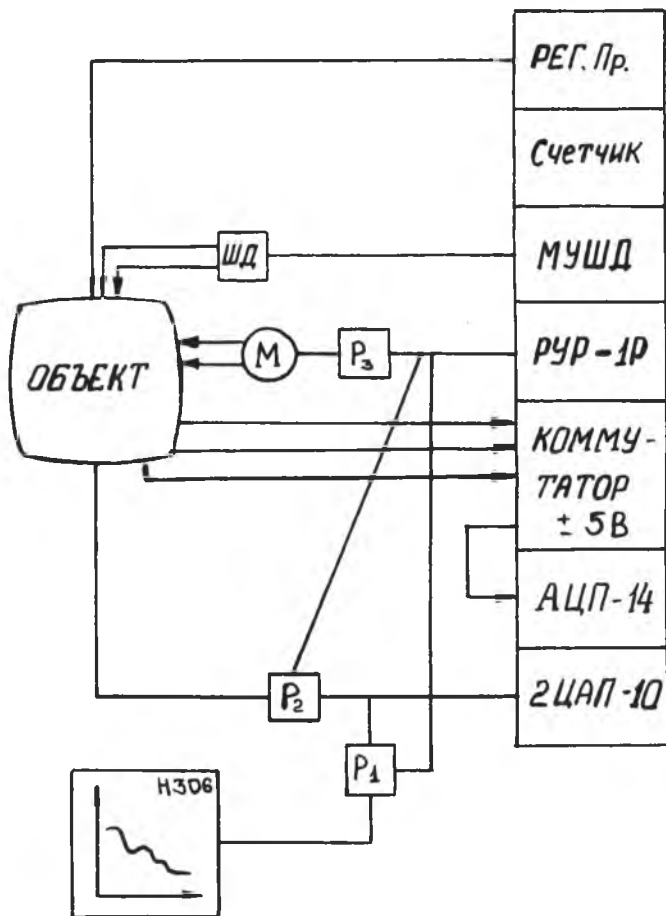 РЕГ. Пр.
Счетчик
ШД
МУШД
ОБЪЕКТ
М
Р₃
РУР-1Р
КОММУ-
ТАТОР
± 5В
АЦП-14
Р₂
2ЦАП-10
Р1
Н306